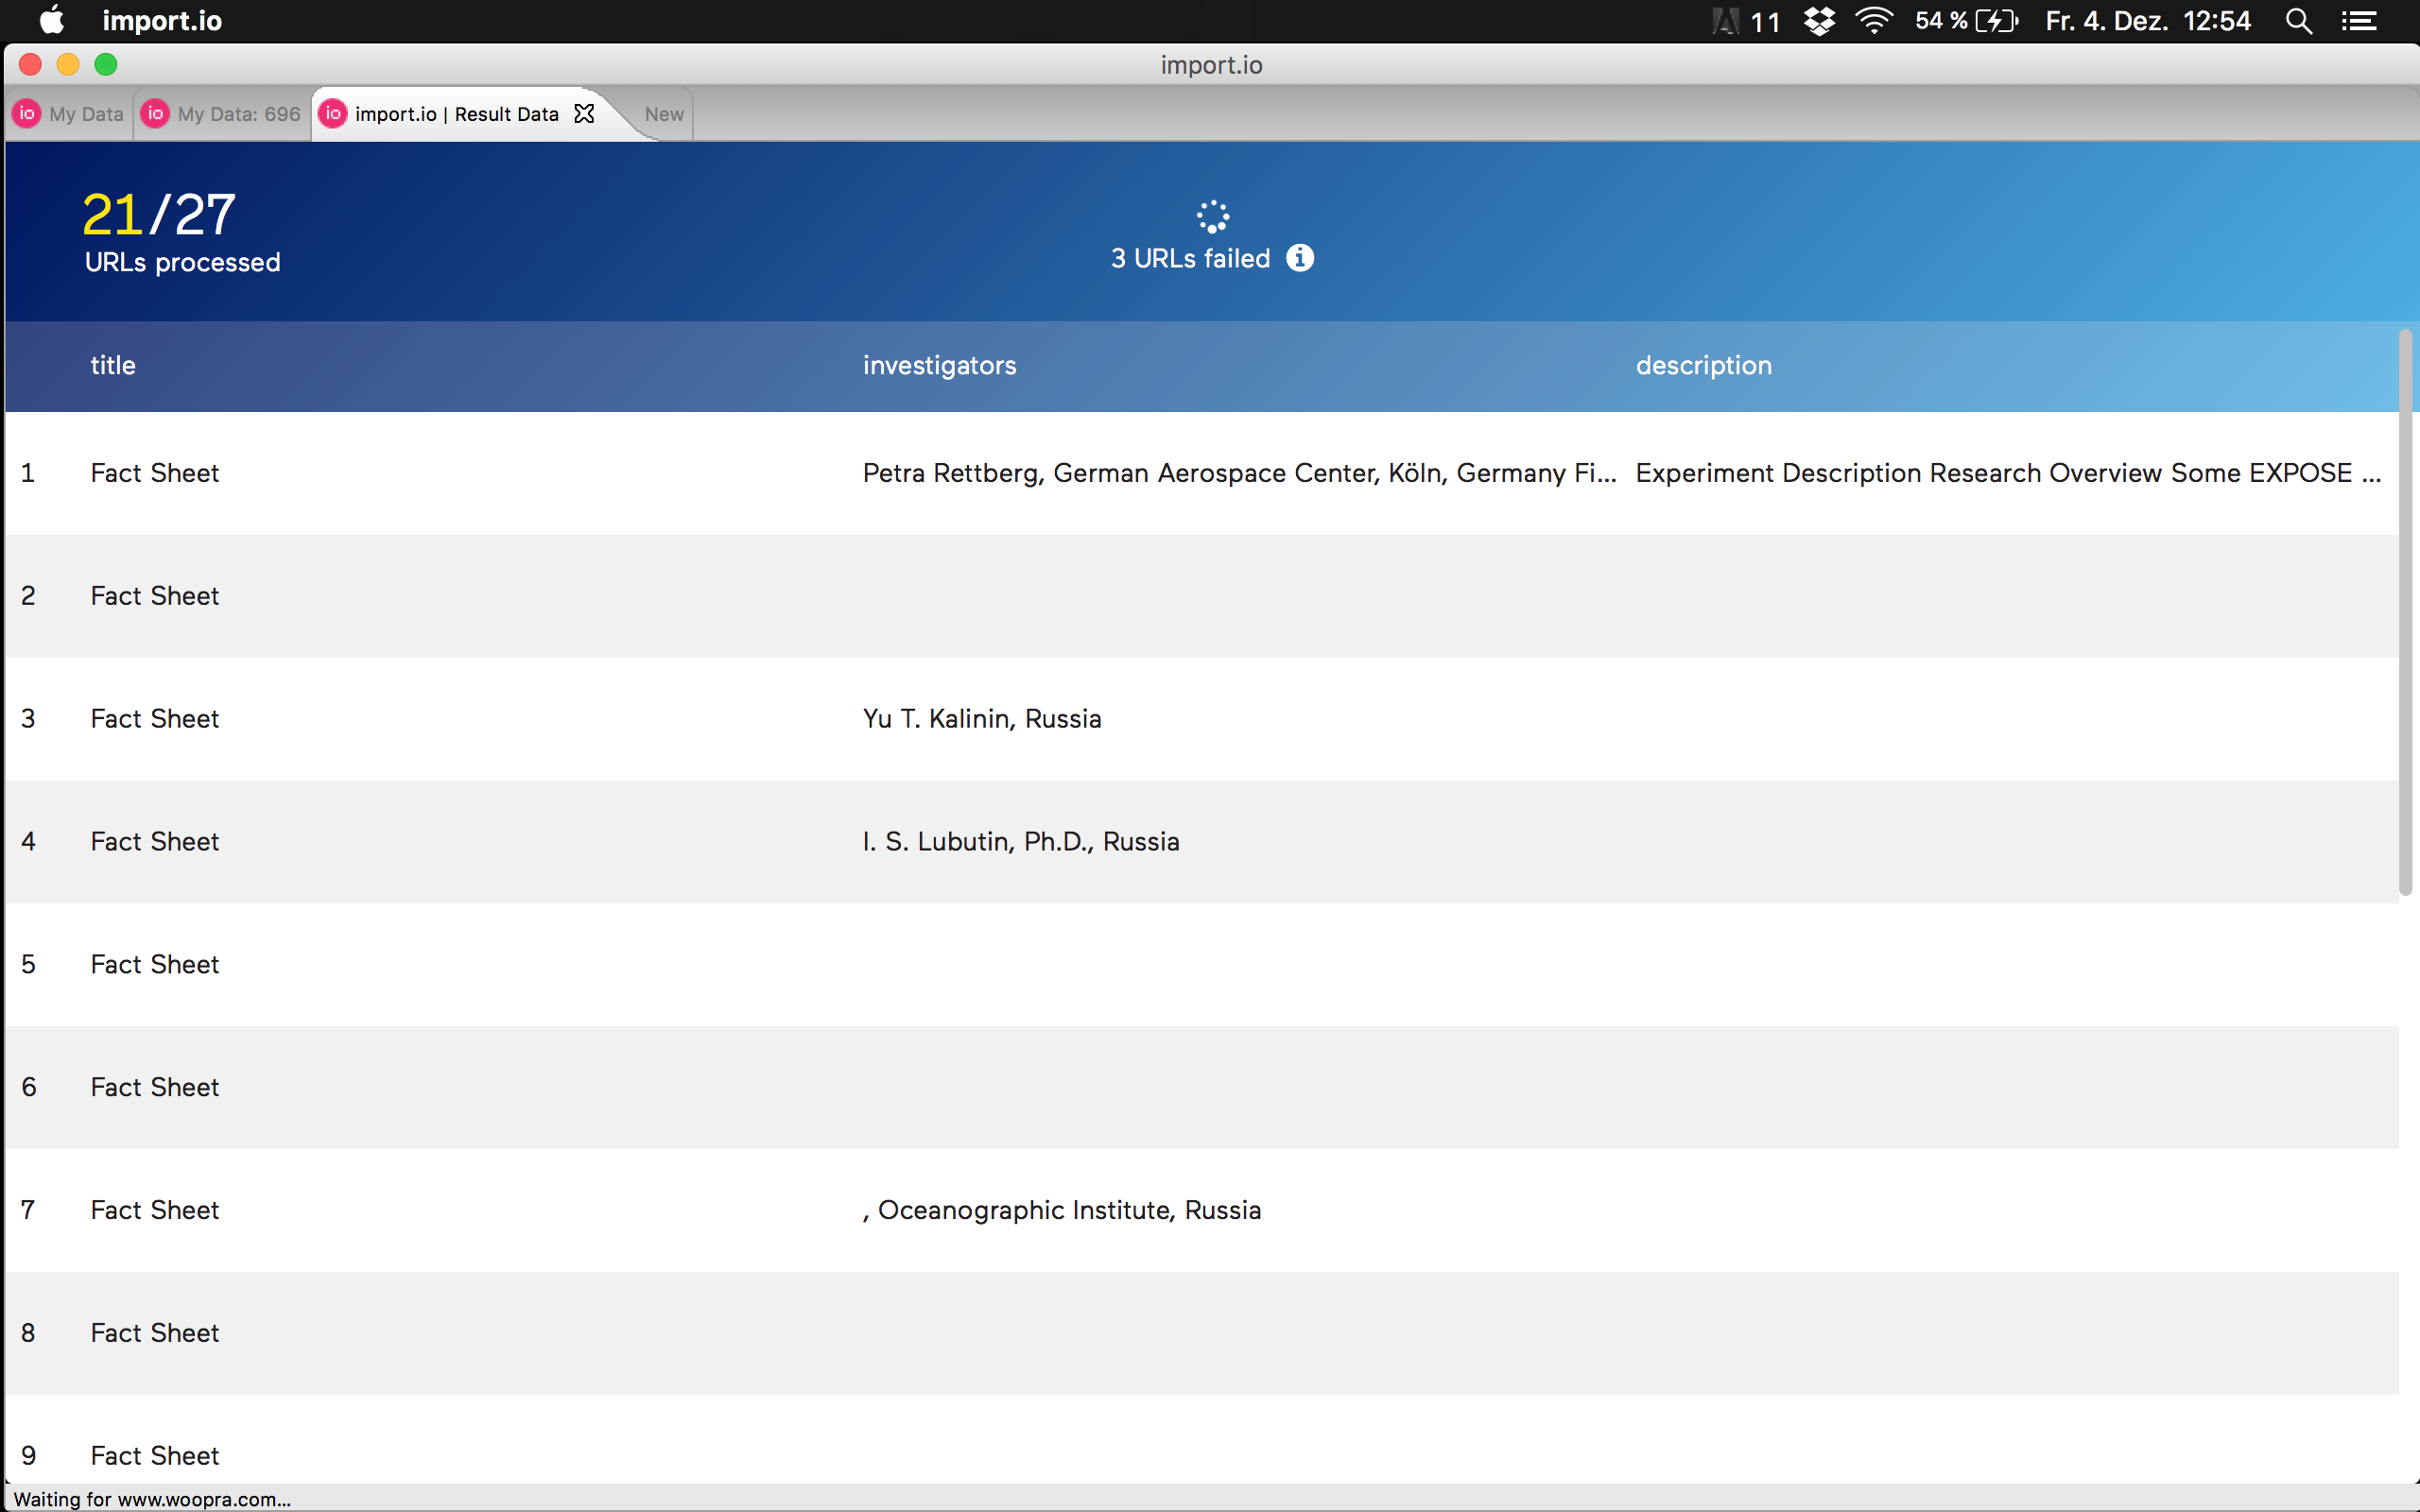 import.io 11 54 % Fr. 4. Dez. 12:54
import.io
io My Data io My Data: 696 io import.io | Result Data New
21/27
URLs processed
3 URLs failed i
title investigators description
1 Fact Sheet Petra Rettberg, German Aerospace Center, Köln, Germany Fi... Experiment Description Research Overview Some EXPOSE ...
2 Fact Sheet
3 Fact Sheet Yu T. Kalinin, Russia
4 Fact Sheet I. S. Lubutin, Ph.D., Russia
5 Fact Sheet
6 Fact Sheet
7 Fact Sheet , Oceanographic Institute, Russia
8 Fact Sheet
9 Fact Sheet
Waiting for www.woopra.com...